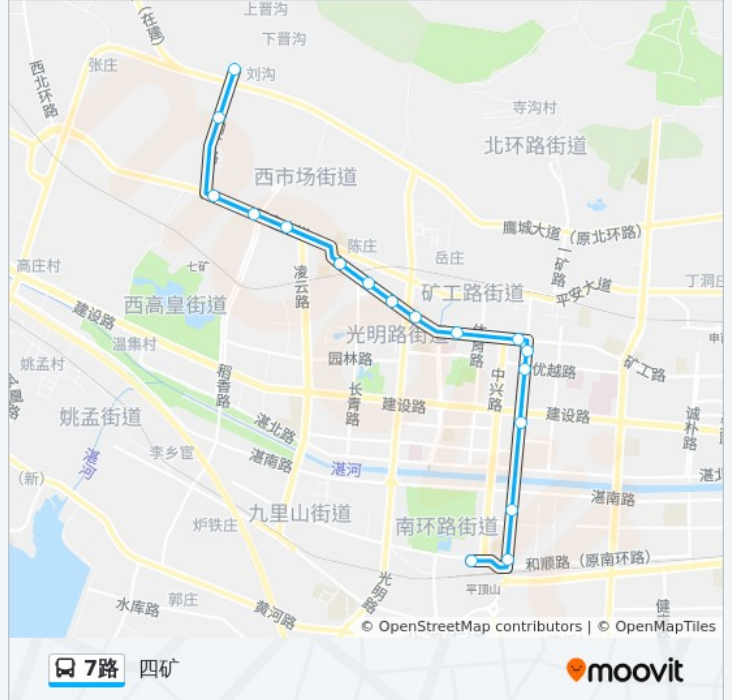 上晋沟
(在建)
下晋沟
张庄
刘沟
西北环路
寺沟村
北环路街道
西市场街道
鹰城大道（原北环路）
陈庄
岳庄
一矿路
高庄村
七矿
凌云路
矿工路街道
平安大道
丁洞庄
西高皇街道
建设路
光明路街道
体育路
温集村
园林路
优越路
矿工路
姚孟村
稻香路
中兴路
长青路
建设路
建设路
诚朴路
姚孟街道
湛北路
李乡宦
湛南路
湛河
湛河
湛北
(新)
湛南路
九里山街道
南环路街道
炉铁庄
和顺路（原南环路）
平顶山
光明路
郭庄
水库路
黄河路
健
© OpenStreetMap contributors | © OpenMapTiles
7路 四矿
moovit